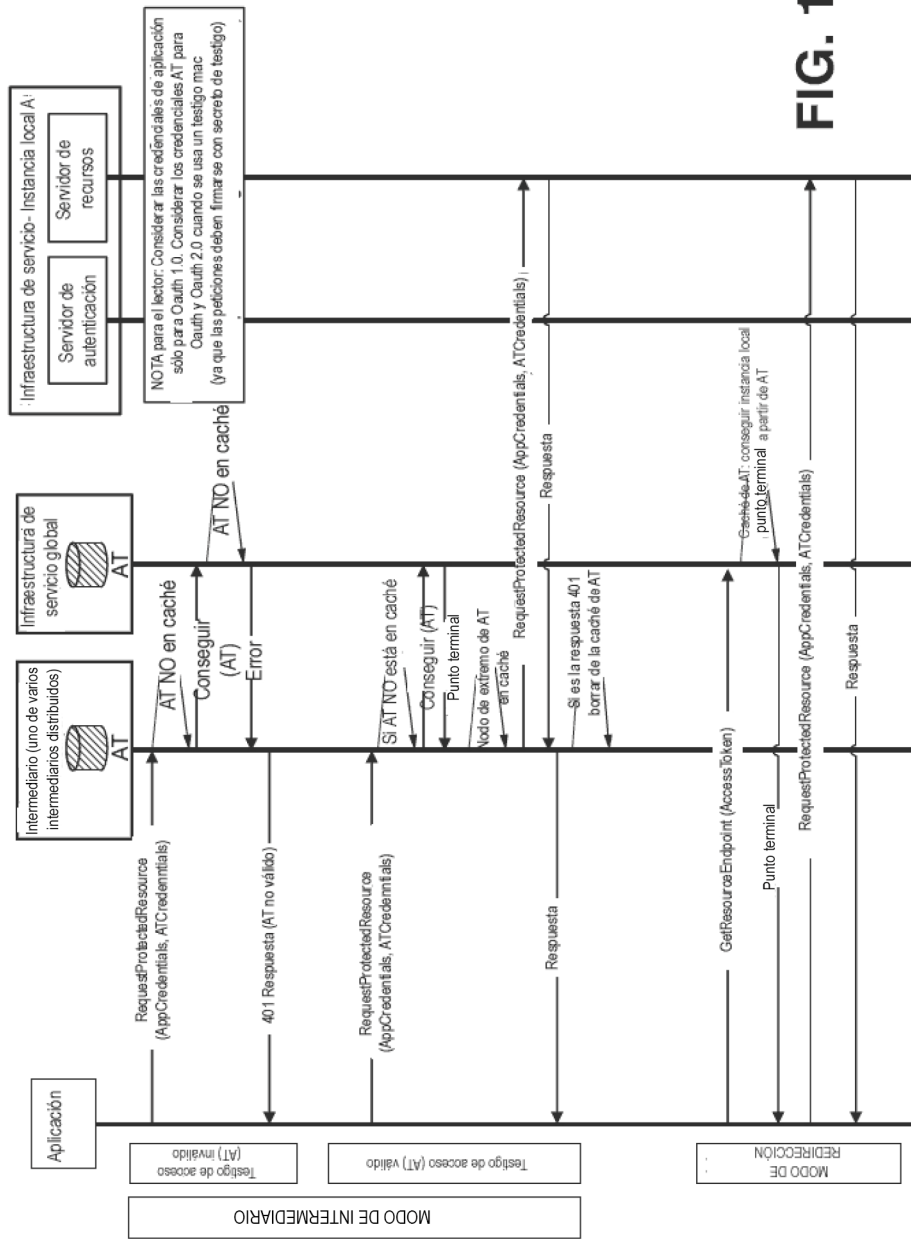 Aplicación
Intermediario (uno de varios
intermediarios distribuidos)
AT
Infraestructura de
servicio global
AT
Infraestructura de servicio- Instancia local A
Servidor de
autenticación
Servidor de
recursos
NOTA para el lector: Considerar las credenciales de aplicación
sólo para Oauth 1.0. Considerar los credenciales AT para
Oauth y Oauth 2.0 cuando se usa un testigo mac
(ya que las peticiones deben firmarse con secreto de testigo)
MODO DE INTERMEDIARIO
Testigo de acceso
(AT) inválido
RequestProtectedResource
(AppCredentials, ATCredenntials)
AT NO en caché
Conseguir
(AT)
AT NO en caché
Error
401 Respuesta (AT no válido)
Testigo de acceso (AT) válido
RequestProtectedResource
(AppCredentials, ATCredenntials)
Si AT NO está en caché
Conseguir (AT)
Punto terminal
Nodo de extremo de AT
en caché
RequestProtectedResource (AppCredentials, ATCredentials)
Respuesta
Respuesta
Si es la respuesta 401
borrar de la caché de AT
MODO DE
REDIRECCIÓN
GetResourceEndpoint (AccessToken)
Caché de AT: conseguir instancia local
punto terminal a partir de AT
Punto terminal
RequestProtectedResource (AppCredentials, ATCredentials)
Respuesta
FIG. 1